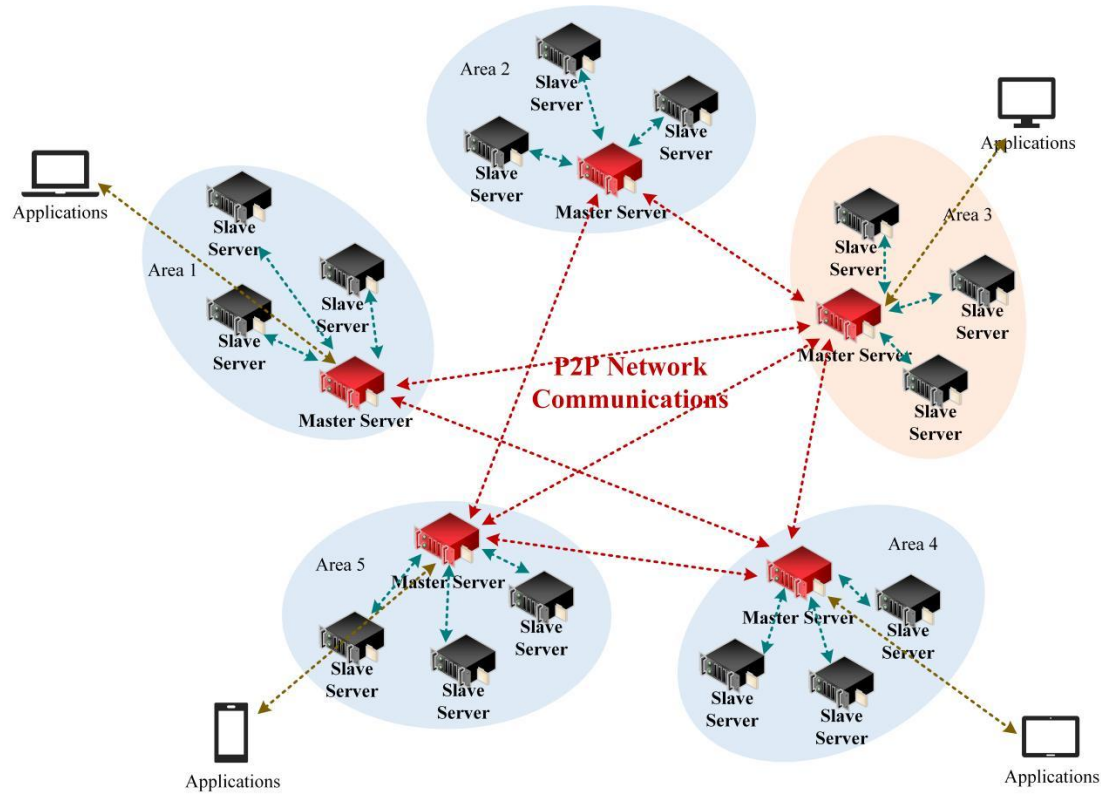 Area 2
Slave
Server
Slave
Server
Slave
Server
Master Server
Applications
Area 1
Slave
Server
Slave
Server
Slave
Server
Master Server
Applications
Area 3
Slave
Server
Slave
Server
Master Server
Slave
Server
P2P Network
Communications
Area 5
Master Server
Slave
Server
Slave
Server
Slave
Server
Applications
Area 4
Master Server
Slave
Server
Slave
Server
Slave
Server
Applications